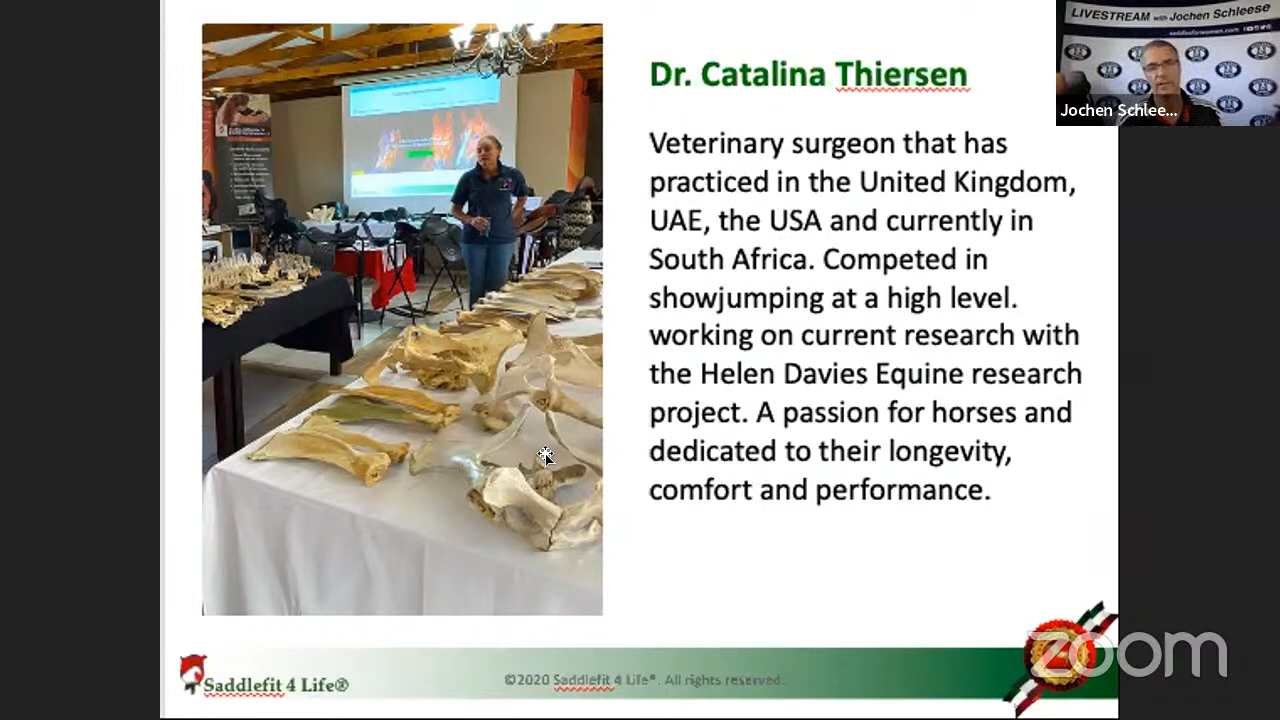 LIVESTREAM with Jochen Schleese
saddlesforwomen.com
Jochen Schlee...
Dr. Catalina Thiersen
Veterinary surgeon that has
practiced in the United Kingdom,
UAE, the USA and currently in
South Africa. Competed in
showjumping at a high level.
working on current research with
the Helen Davies Equine research
project. A passion for horses and
dedicated to their longevity,
comfort and performance.
Saddlefit 4 Life®
©2020 Saddlefit 4 Life®. All rights reserved.
zoom